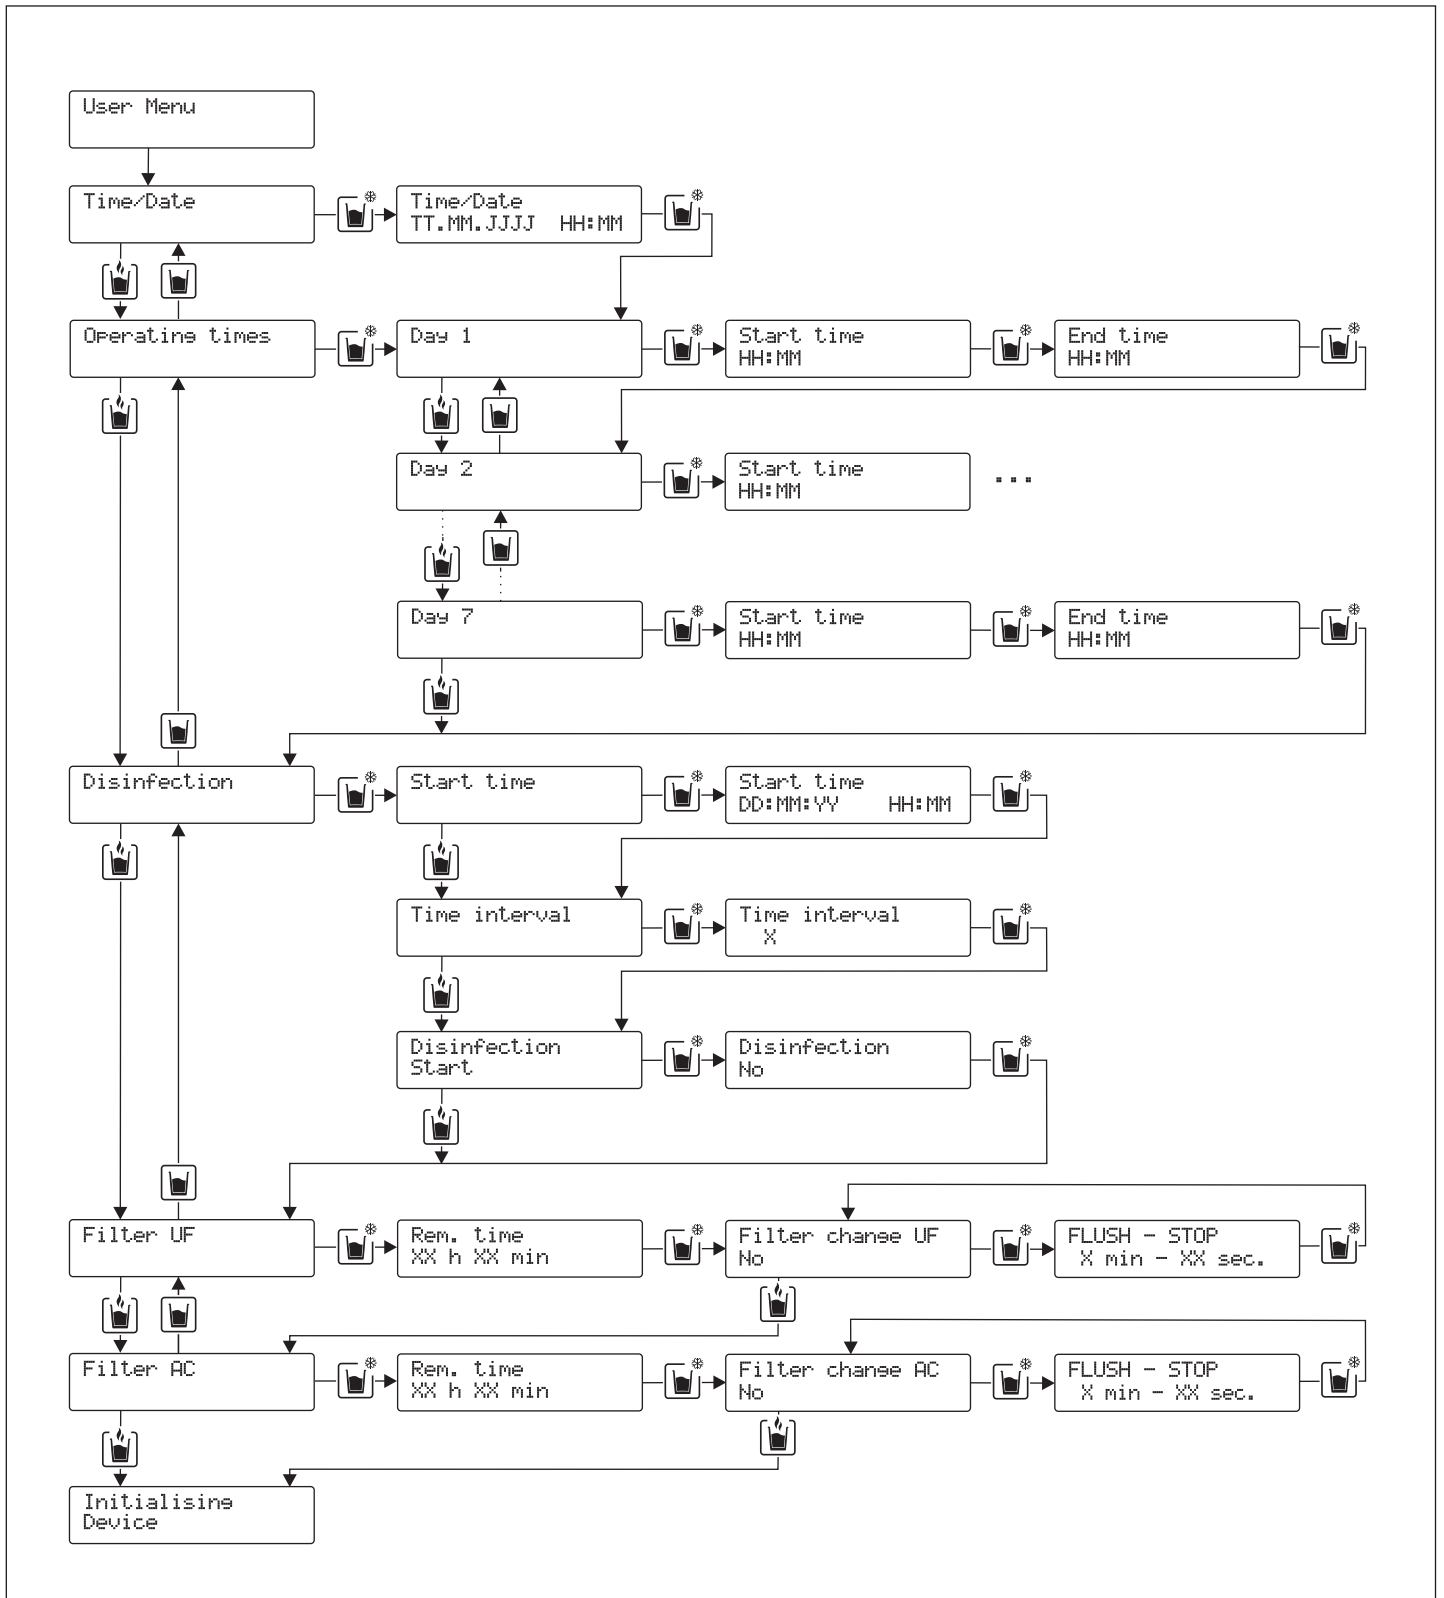 User Menu
Time/Date
Time/Date
TT.MM.JJJJ HH:MM
Operating times
Day 1
Start time
HH:MM
End time
HH:MM
Day 2
Start time
HH:MM
...
Day 7
Start time
HH:MM
End time
HH:MM
Disinfection
Start time
Start time
DD:MM:YY HH:MM
Time interval
Time interval
X
Disinfection
Start
Disinfection
No
Filter UF
Rem. time
XX h XX min
Filter change UF
No
FLUSH - STOP
X min - XX sec.
Filter AC
Rem. time
XX h XX min
Filter change AC
No
FLUSH - STOP
X min - XX sec.
Initialising
Device